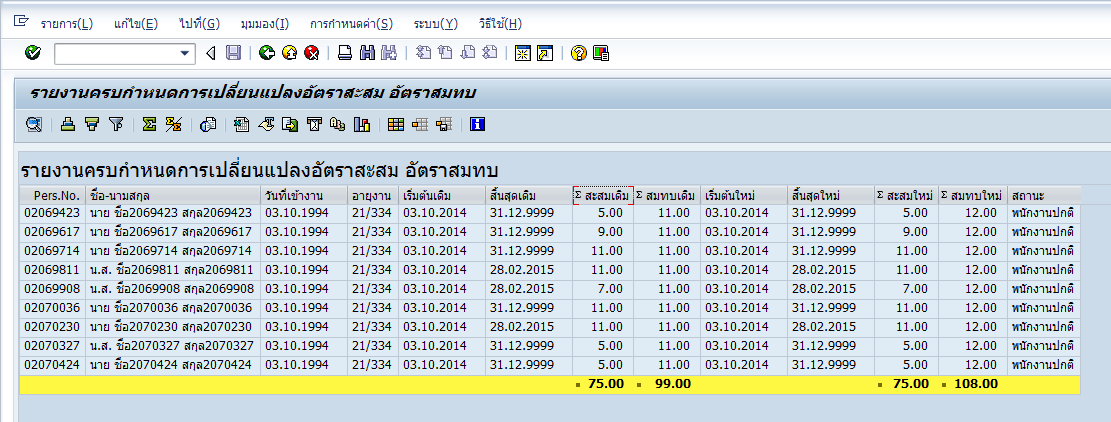 รายการ(L) แก้ไข(E) ไปที่(G) มุมมอง(I) การกำหนดค่า(S) ระบบ(Y) วิธีใช้(H)
รายงานครบกำหนดการเปลี่ยนแปลงอัตราสะสม อัตราสมทบ
รายงานครบกำหนดการเปลี่ยนแปลงอัตราสะสม อัตราสมทบ
Pers.No. ชื่อ-นามสกุล วันที่เข้างาน อายุงาน เริ่มต้นเดิม สิ้นสุดเดิม Σ สะสมเดิม Σ สมทบเดิม เริ่มต้นใหม่ สิ้นสุดใหม่ Σ สะสมใหม่ Σ สมทบใหม่ สถานะ
02069423 นาย ชื่อ2069423 สกุล2069423 03.10.1994 21/334 03.10.2014 31.12.9999 5.00 11.00 03.10.2014 31.12.9999 5.00 12.00 พนักงานปกติ
02069617 นาย ชื่อ2069617 สกุล2069617 03.10.1994 21/334 03.10.2014 31.12.9999 9.00 11.00 03.10.2014 31.12.9999 9.00 12.00 พนักงานปกติ
02069714 นาย ชื่อ2069714 สกุล2069714 03.10.1994 21/334 03.10.2014 31.12.9999 11.00 11.00 03.10.2014 31.12.9999 11.00 12.00 พนักงานปกติ
02069811 น.ส. ชื่อ2069811 สกุล2069811 03.10.1994 21/334 03.10.2014 28.02.2015 11.00 11.00 03.10.2014 28.02.2015 11.00 12.00 พนักงานปกติ
02069908 น.ส. ชื่อ2069908 สกุล2069908 03.10.1994 21/334 03.10.2014 28.02.2015 7.00 11.00 03.10.2014 28.02.2015 7.00 12.00 พนักงานปกติ
02070036 นาย ชื่อ2070036 สกุล2070036 03.10.1994 21/334 03.10.2014 31.12.9999 11.00 11.00 03.10.2014 31.12.9999 11.00 12.00 พนักงานปกติ
02070230 นาย ชื่อ2070230 สกุล2070230 03.10.1994 21/334 03.10.2014 28.02.2015 11.00 11.00 03.10.2014 28.02.2015 11.00 12.00 พนักงานปกติ
02070327 น.ส. ชื่อ2070327 สกุล2070327 03.10.1994 21/334 03.10.2014 31.12.9999 5.00 11.00 03.10.2014 31.12.9999 5.00 12.00 พนักงานปกติ
02070424 นาย ชื่อ2070424 สกุล2070424 03.10.1994 21/334 03.10.2014 31.12.9999 5.00 11.00 03.10.2014 31.12.9999 5.00 12.00 พนักงานปกติ
75.00 99.00 75.00 108.00